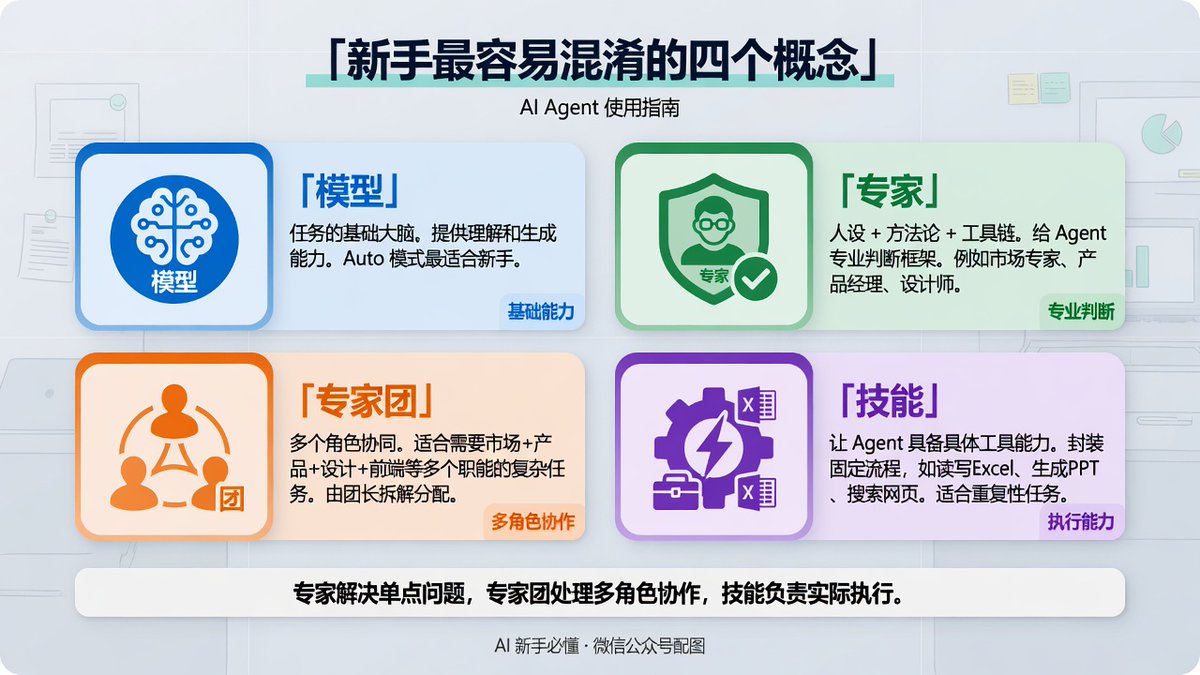 「新手最容易混淆的四个概念」
AI Agent 使用指南
模型
「模型」
任务的基础大脑。提供理解和生成
能力。Auto 模式最适合新手。
基础能力
专家
「专家」
人设 + 方法论 + 工具链。给 Agent
专业判断框架。例如市场专家、产
品经理、设计师。
专业判断
团
「专家团」
多个角色协同。适合需要市场+产
品+设计+前端等多个职能的复杂任
务。由团长拆解分配。
多角色协作
X
X
「技能」
让 Agent 具备具体工具能力。封装
固定流程，如读写Excel、生成PPT
、搜索网页。适合重复性任务。
执行能力
专家解决单点问题，专家团处理多角色协作，技能负责实际执行。
AI 新手必懂 · 微信公众号配图